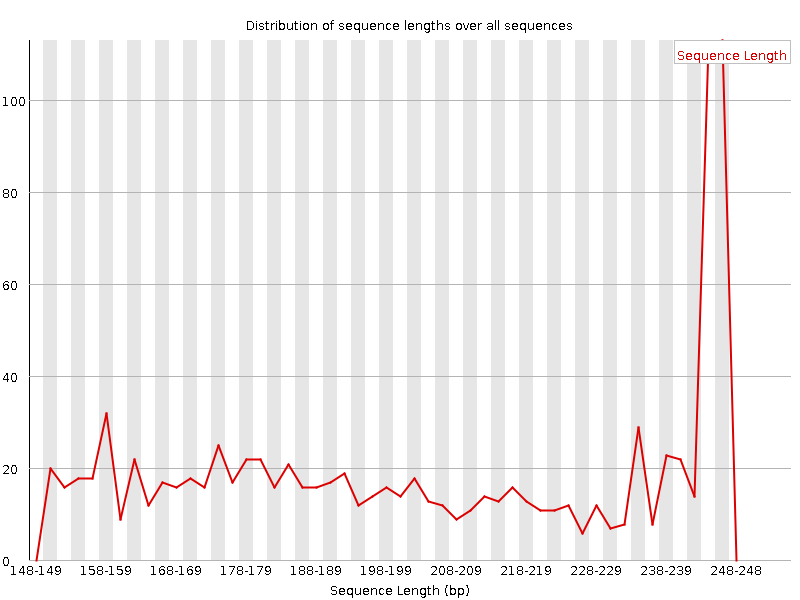 Distribution of sequence lengths over all sequences
Sequence Length
100
80
60
40
20
0
148-149 158-159 168-169 178-179 188-189 198-199 208-209 218-219 228-229 238-239 248-248
Sequence Length (bp)